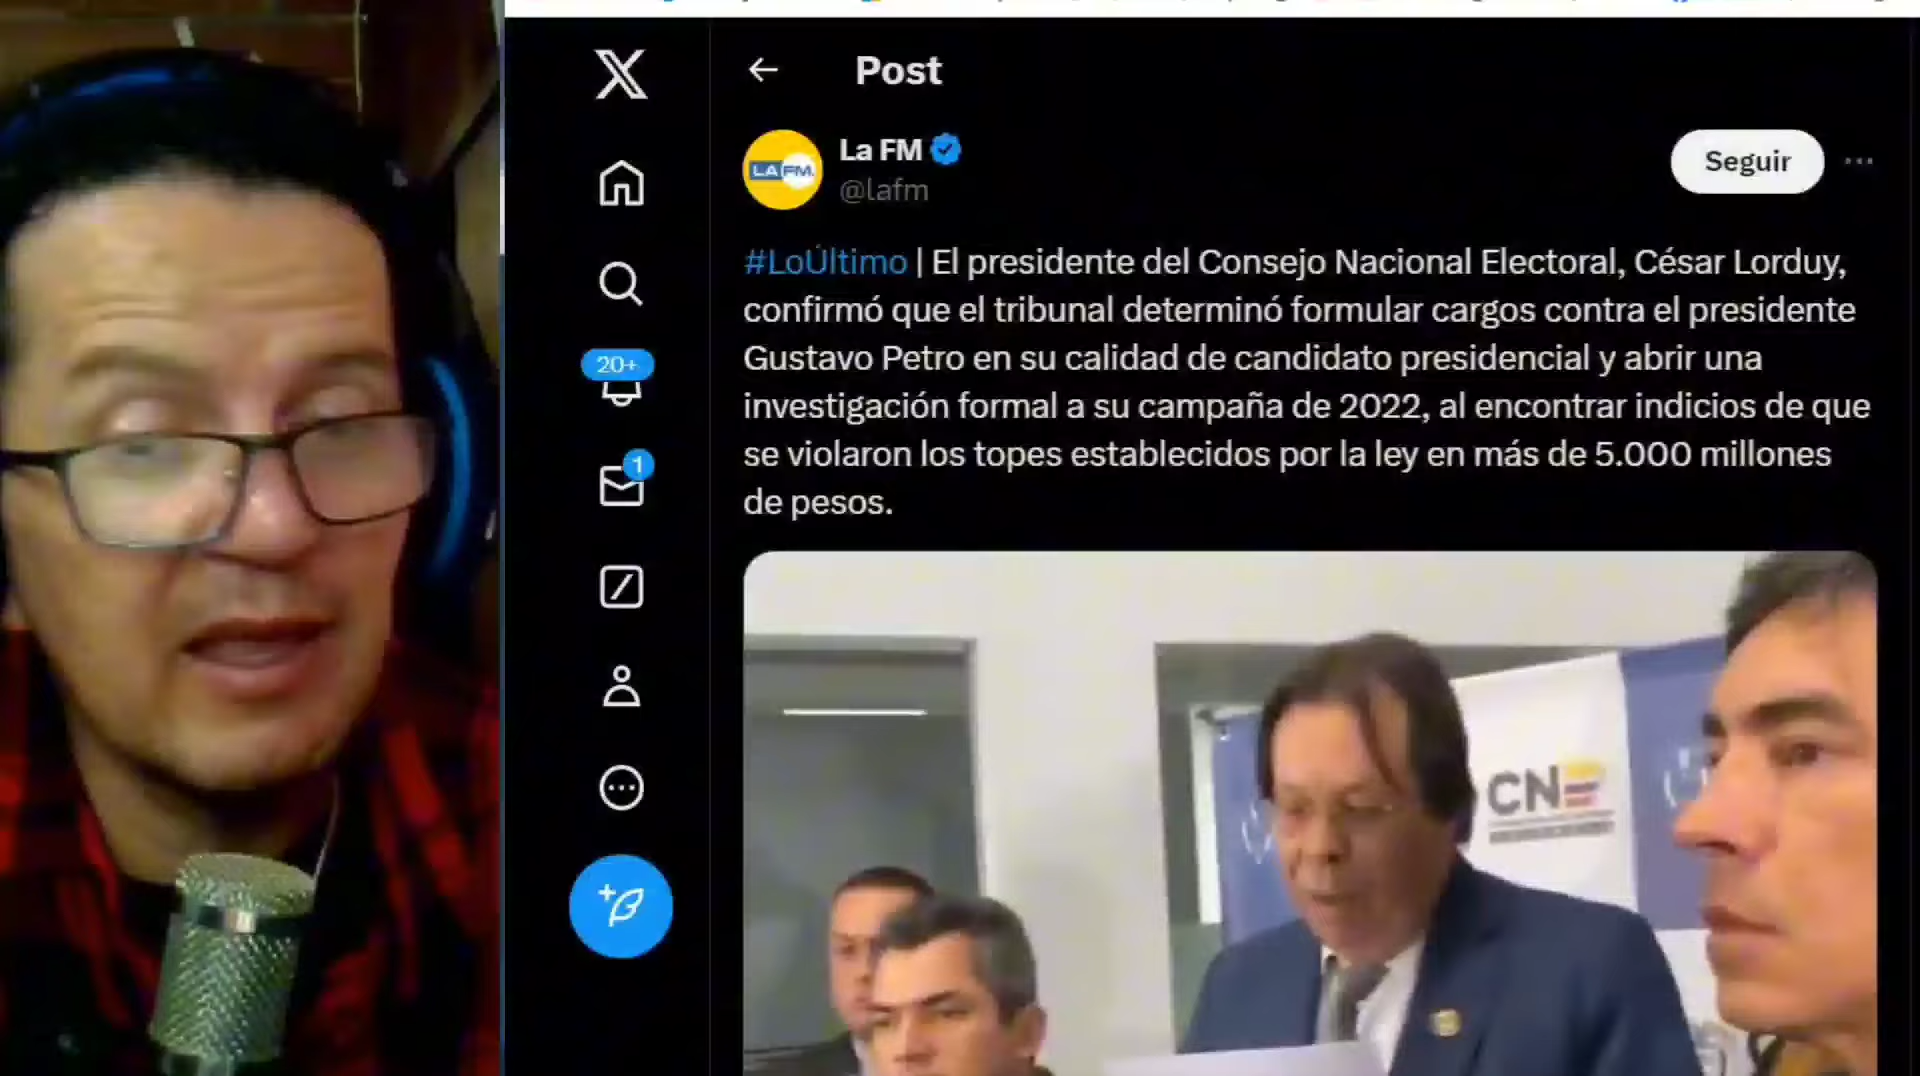 Post
La FM
@lafm
Seguir
LA FM.
#LoÚltimo | El presidente del Consejo Nacional Electoral, César Lorduy,
confirmó que el tribunal determinó formular cargos contra el presidente
Gustavo Petro en su calidad de candidato presidencial y abrir una
investigación formal a su campaña de 2022, al encontrar indicios de que
se violaron los topes establecidos por la ley en más de 5.000 millones
de pesos.
20+
1
CNE